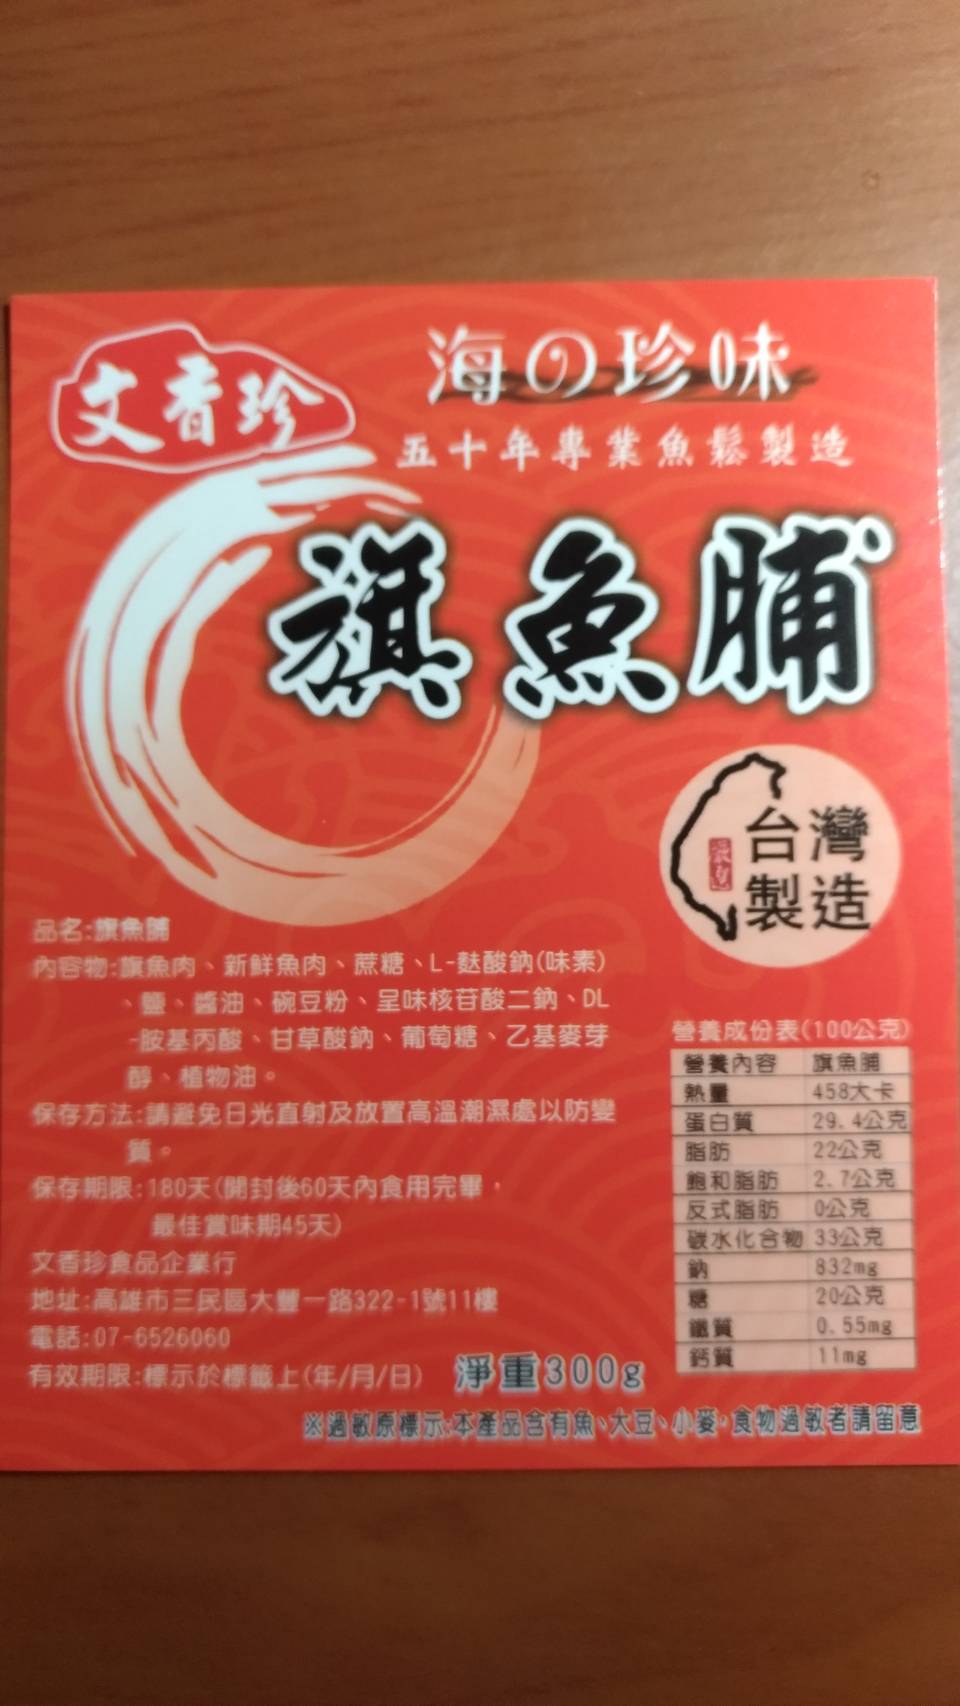 文香珍
海の珍味
五十年專業魚鬆製造
旗魚脯
台灣
製造
品名:旗魚脯
內容物:旗魚肉、新鮮魚肉、蔗糖、L-麩酸鈉(味素)
、鹽、醬油、碗豆粉、呈味核苷酸二鈉、DL
-胺基丙酸、甘草酸鈉、葡萄糖、乙基麥芽
醇、植物油。
保存方法:請避免日光直射及放置高溫潮濕處以防變
質。
保存期限:180天(開封後60天內食用完畢,
最佳賞味期45天)
文香珍食品企業行
地址:高雄市三民區大豐一路322-1號11樓
電話:07-6526060
有效期限:標示於標籤上(年/月/日)
淨重300g
營養成份表(100公克)
營養內容 旗魚脯
熱量 458大卡
蛋白質 29.4公克
脂肪 22公克
飽和脂肪 2.7公克
反式脂肪 0公克
碳水化合物 33公克
鈉 832mg
糖 20公克
鐵質 0.55mg
鈣質 11mg
※過敏原標示:本產品含有魚、大豆、小麥,食物過敏者請留意